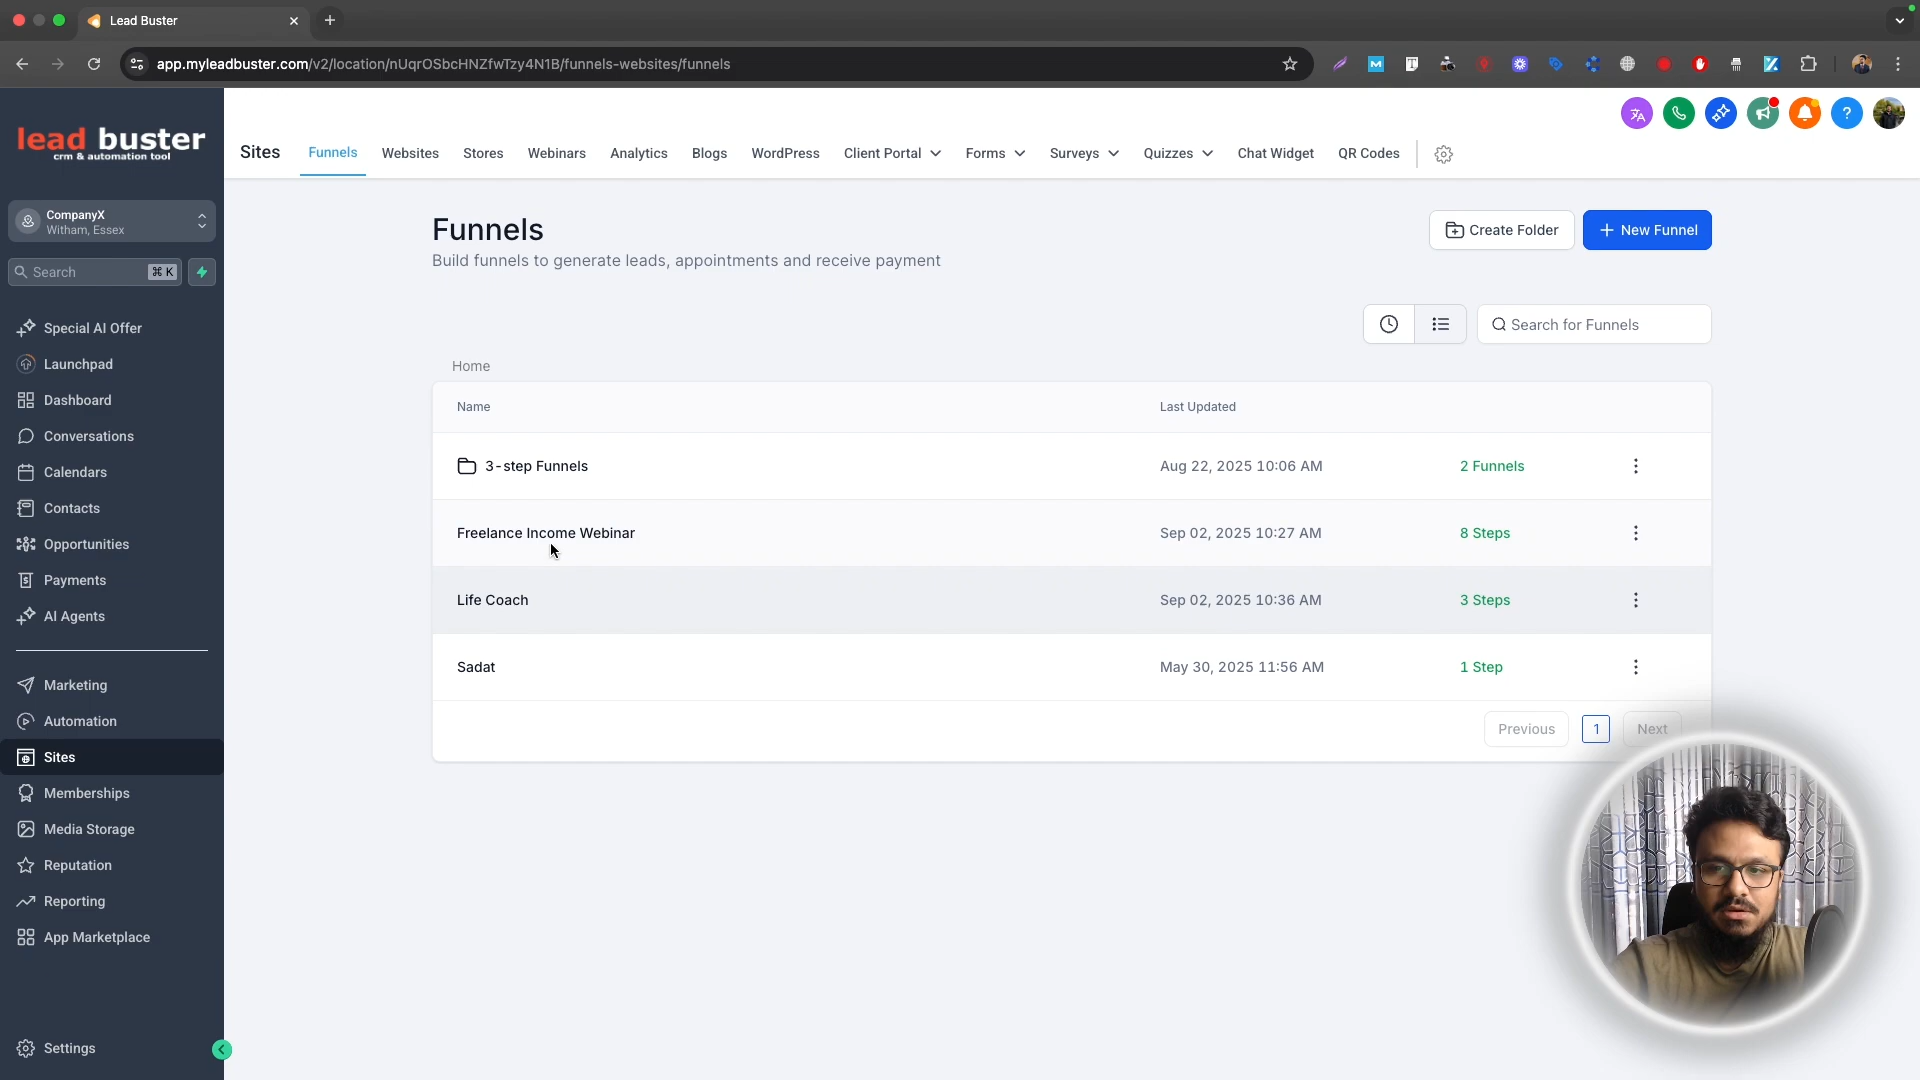 Lead Buster
app.myleadbuster.com/v2/location/nUqrOSbcHNZfwTzy4N1B/funnels-websites/funnels
lead buster
crm & automation tool
Sites
Funnels
Websites
Stores
Webinars
Analytics
Blogs
WordPress
Client Portal
Forms
Surveys
Quizzes
Chat Widget
QR Codes
CompanyX
Witham, Essex
Search
⌘ K
Special AI Offer
Launchpad
Dashboard
Conversations
Calendars
Contacts
Opportunities
Payments
AI Agents
Marketing
Automation
Sites
Memberships
Media Storage
Reputation
Reporting
App Marketplace
Settings
Funnels
Build funnels to generate leads, appointments and receive payment
Create Folder
+ New Funnel
Search for Funnels
Home
Name Last Updated
3-step Funnels Aug 22, 2025 10:06 AM 2 Funnels
Freelance Income Webinar Sep 02, 2025 10:27 AM 8 Steps
Life Coach Sep 02, 2025 10:36 AM 3 Steps
Sadat May 30, 2025 11:56 AM 1 Step
Previous 1 Next